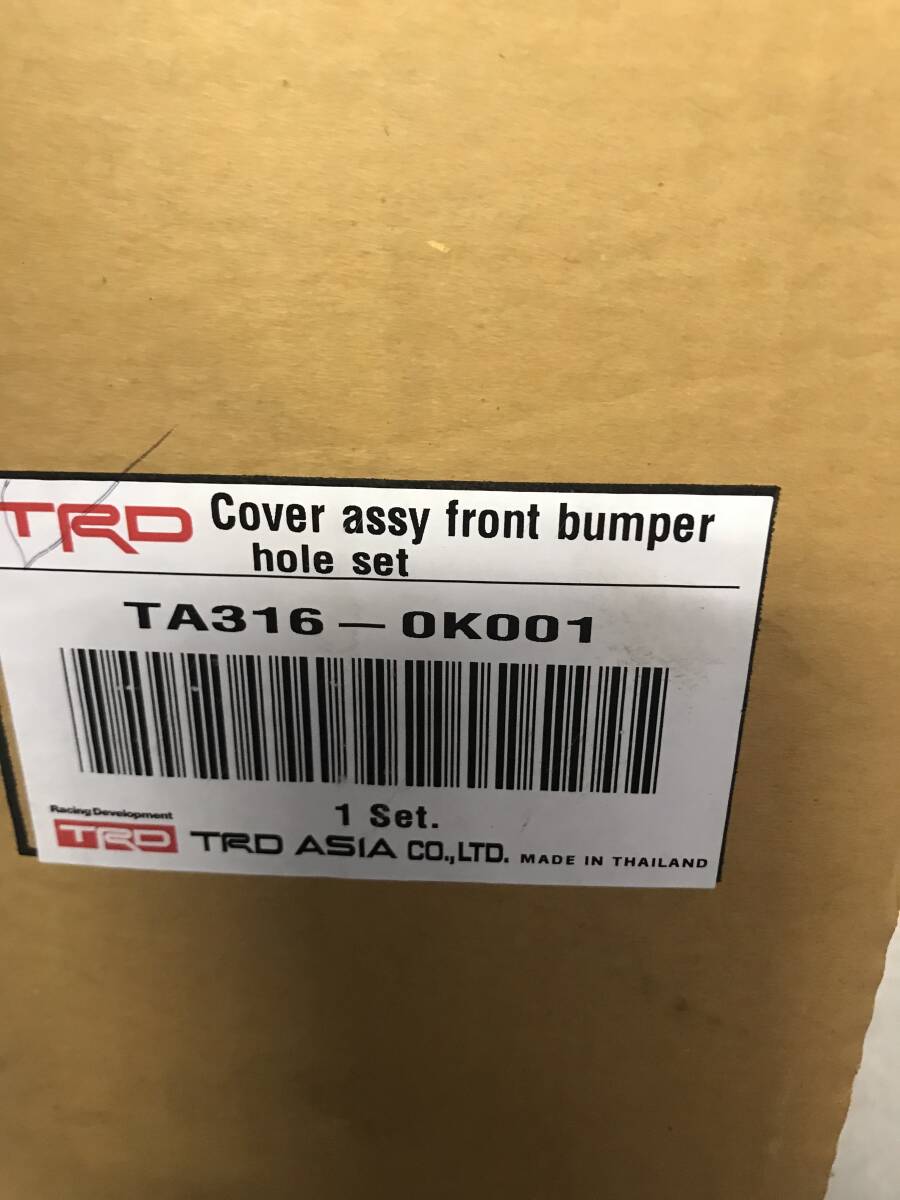 TRD Cover assy front bumper
hole set
TA316-0K001
1 Set.
Racing Development
TRD TRD ASIA CO.,LTD. MADE IN THAILAND